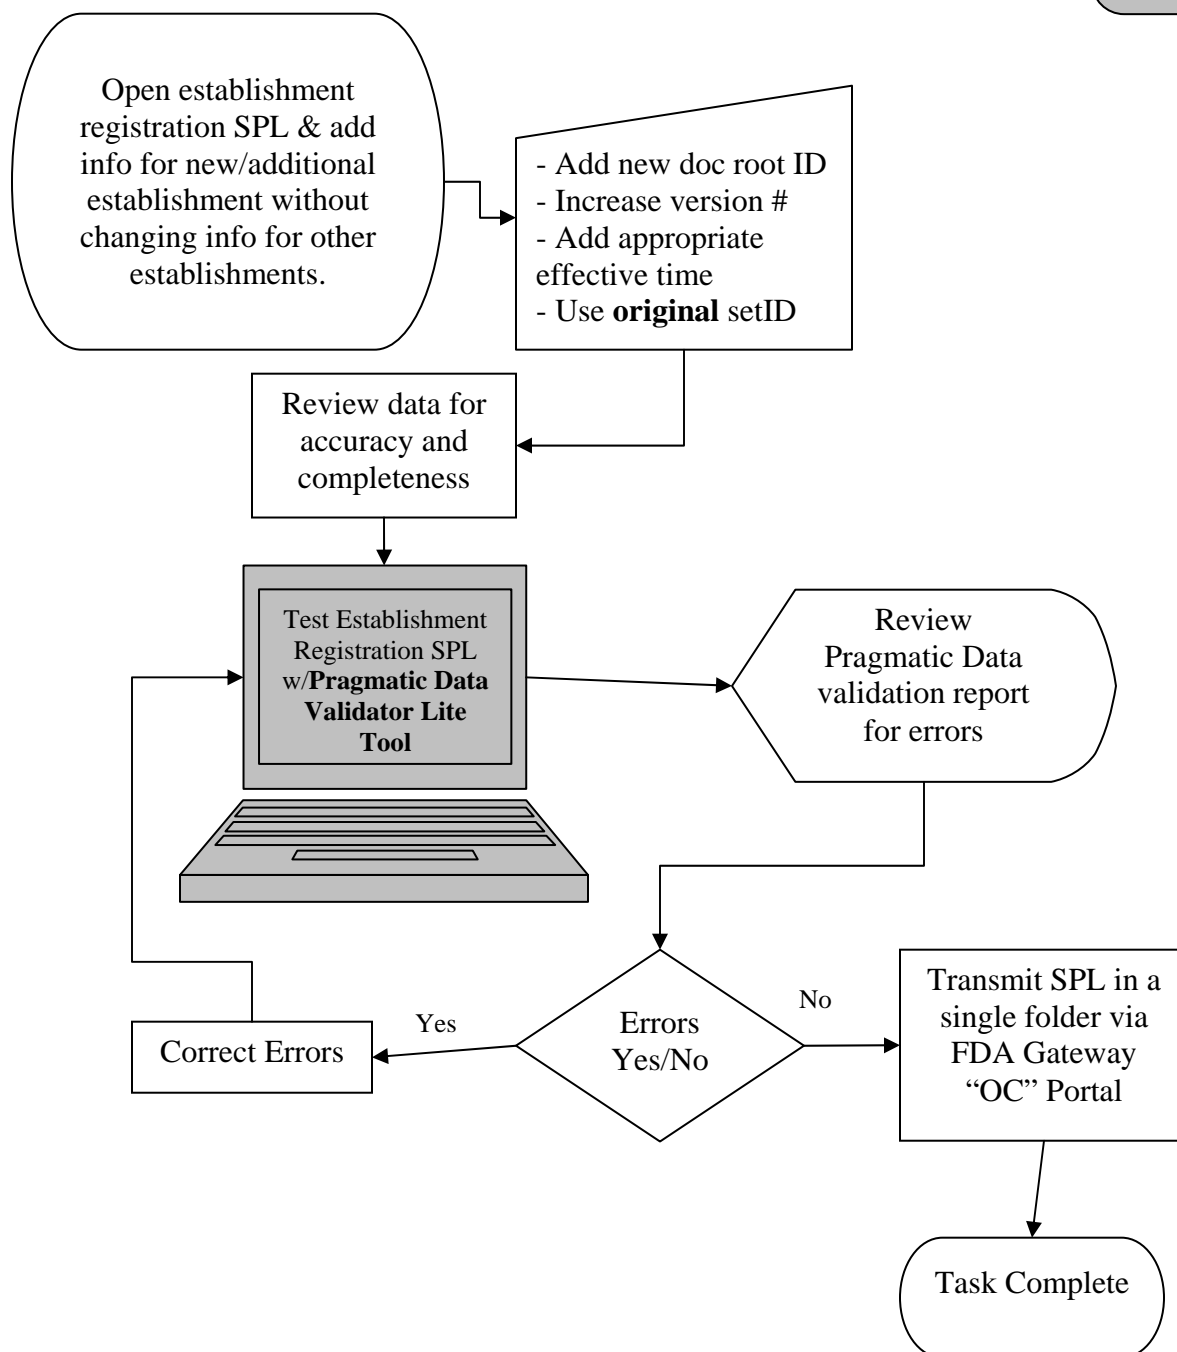 Open establishment
registration SPL & add
info for new/additional
establishment without
changing info for other
establishments.
- Add new doc root ID
- Increase version #
- Add appropriate
effective time
- Use original setID
Review data for
accuracy and
completeness
Test Establishment
Registration SPL
w/Pragmatic Data
Validator Lite
Tool
Review
Pragmatic Data
validation report
for errors
Errors
Yes/No
Yes
No
Correct Errors
Transmit SPL in a
single folder via
FDA Gateway
“OC” Portal
Task Complete